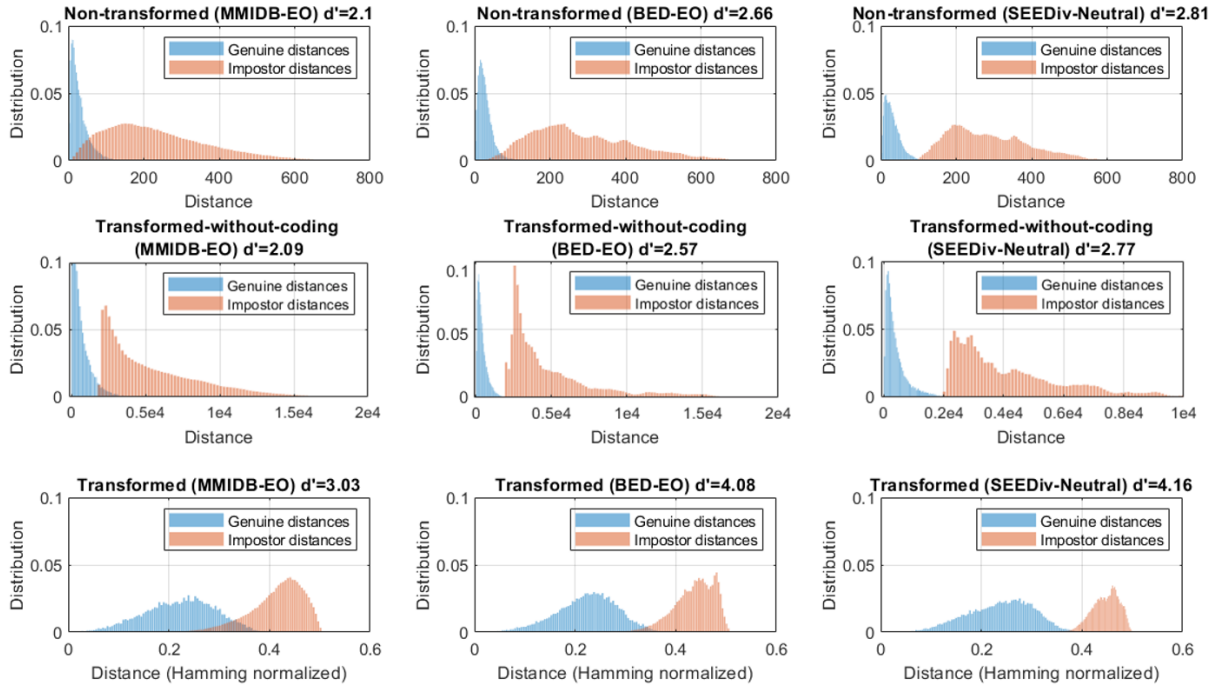 Non-transformed (MMIDB-EO) d'=2.1
0.1
0.05
0
Distribution
Genuine distances
Impostor distances
0
200
400
600
800
Distance
Non-transformed (BED-EO) d'=2.66
0.1
0.05
0
Distribution
Genuine distances
Impostor distances
0
200
400
600
800
Distance
Non-transformed (SEEDiv-Neutral) d'=2.81
0.1
0.05
0
Distribution
Genuine distances
Impostor distances
0
200
400
600
800
Distance
Transformed-without-coding
(MMIDB-EO) d'=2.09
0.1
0.05
0
Distribution
Genuine distances
Impostor distances
0
0.5e4
1e4
1.5e4
2e4
Distance
Transformed-without-coding
(BED-EO) d'=2.57
0.1
0.05
0
Distribution
Genuine distances
Impostor distances
0
0.5e4
1e4
1.5e4
2e4
Distance
Transformed-without-coding
(SEEDiv-Neutral) d'=2.77
0.1
0.05
0
Distribution
Genuine distances
Impostor distances
0
0.2e4
0.4e4
0.6e4
0.8e4
1e4
Distance
Transformed (MMIDB-EO) d'=3.03
0.1
0.05
0
Distribution
Genuine distances
Impostor distances
0
0.2
0.4
0.6
Distance (Hamming normalized)
Transformed (BED-EO) d'=4.08
0.1
0.05
0
Distribution
Genuine distances
Impostor distances
0
0.2
0.4
0.6
Distance (Hamming normalized)
Transformed (SEEDiv-Neutral) d'=4.16
0.1
0.05
0
Distribution
Genuine distances
Impostor distances
0
0.2
0.4
0.6
Distance (Hamming normalized)